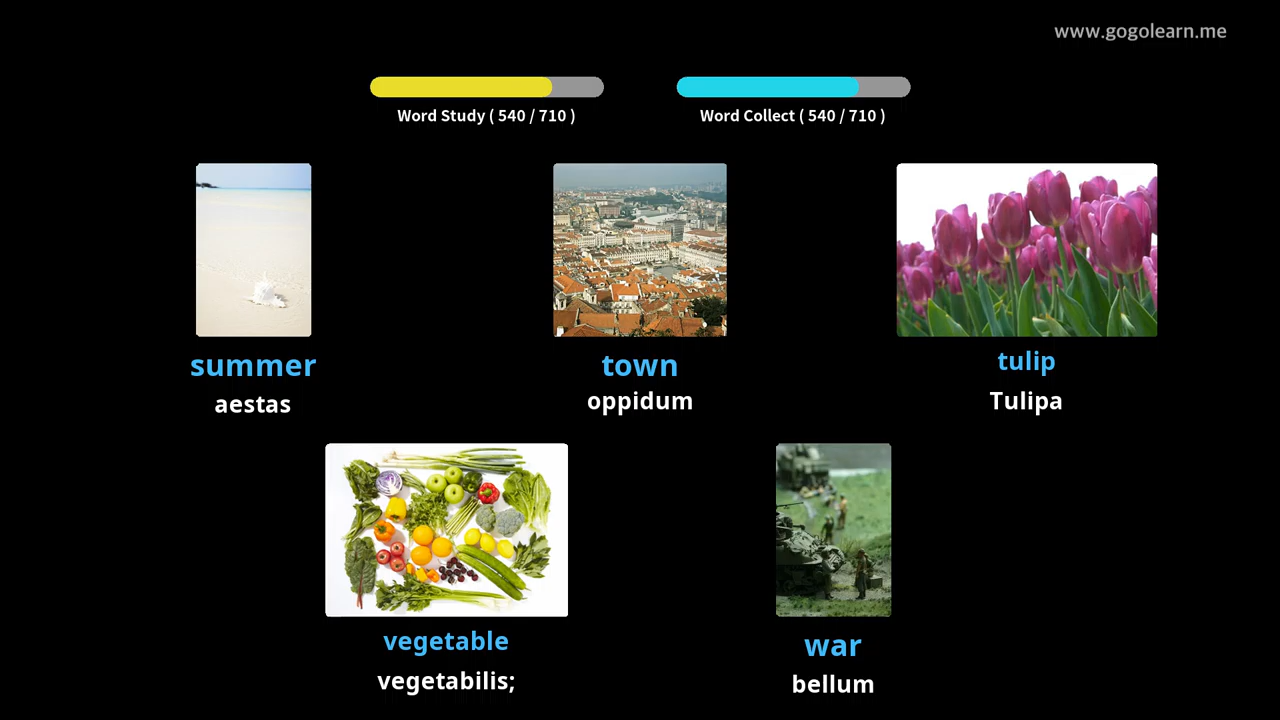 www.gogolearn.me
Word Study ( 540 / 710 )
Word Collect ( 540 / 710 )
summer
aestas
town
oppidum
tulip
Tulipa
vegetable
vegetabilis;
war
bellum